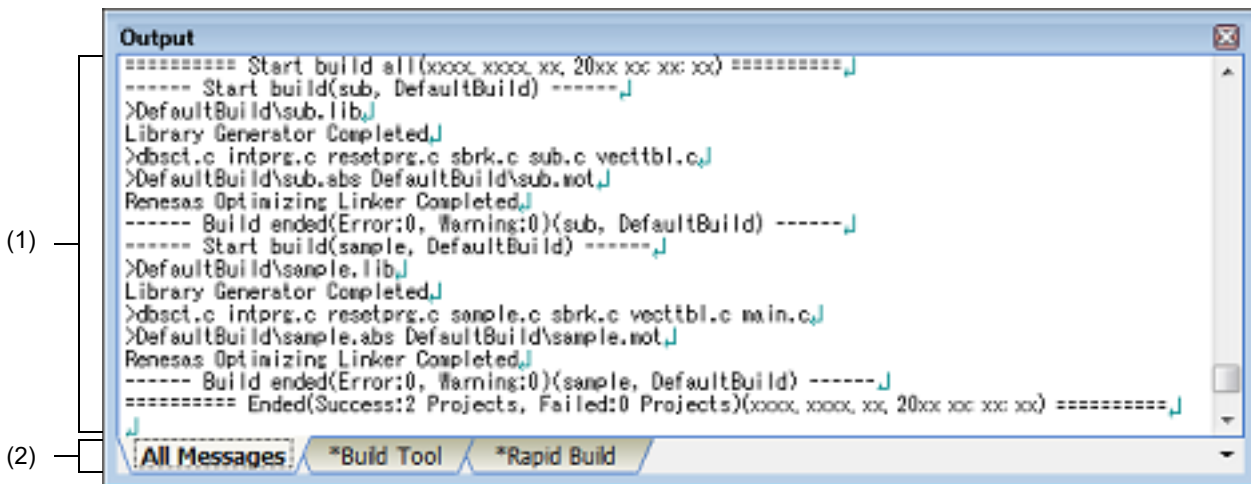 Output
========== Start build all(xxxx, xxxx, xx, 20xx xx: xx: xx) ==========
------ Start build(sub, DefaultBuild) ------
>DefaultBuild\sub.lib
Library Generator Completed
>dbsct.c intprg.c resetprg.c sbrk.c sub.c vecttbl.c
>DefaultBuild\sub.abs DefaultBuild\sub.mot
Renesas Optimizing Linker Completed
------ Build ended(Error:0, Warning:0)(sub, DefaultBuild) ------
(1)
------ Start build(sample, DefaultBuild) ------
>DefaultBuild\sample.lib
Library Generator Completed
>dbsct.c intprg.c resetprg.c sample.c sbrk.c vecttbl.c main.c
>DefaultBuild\sample.abs DefaultBuild\sample.mot
Renesas Optimizing Linker Completed
------ Build ended(Error:0, Warning:0)(sample, DefaultBuild) ------
========== Ended(Success:2 Projects, Failed:0 Projects)(xxxx, xxxx, xx, 20xx xx: xx: xx) ==========
(2) All Messages *Build Tool *Rapid Build